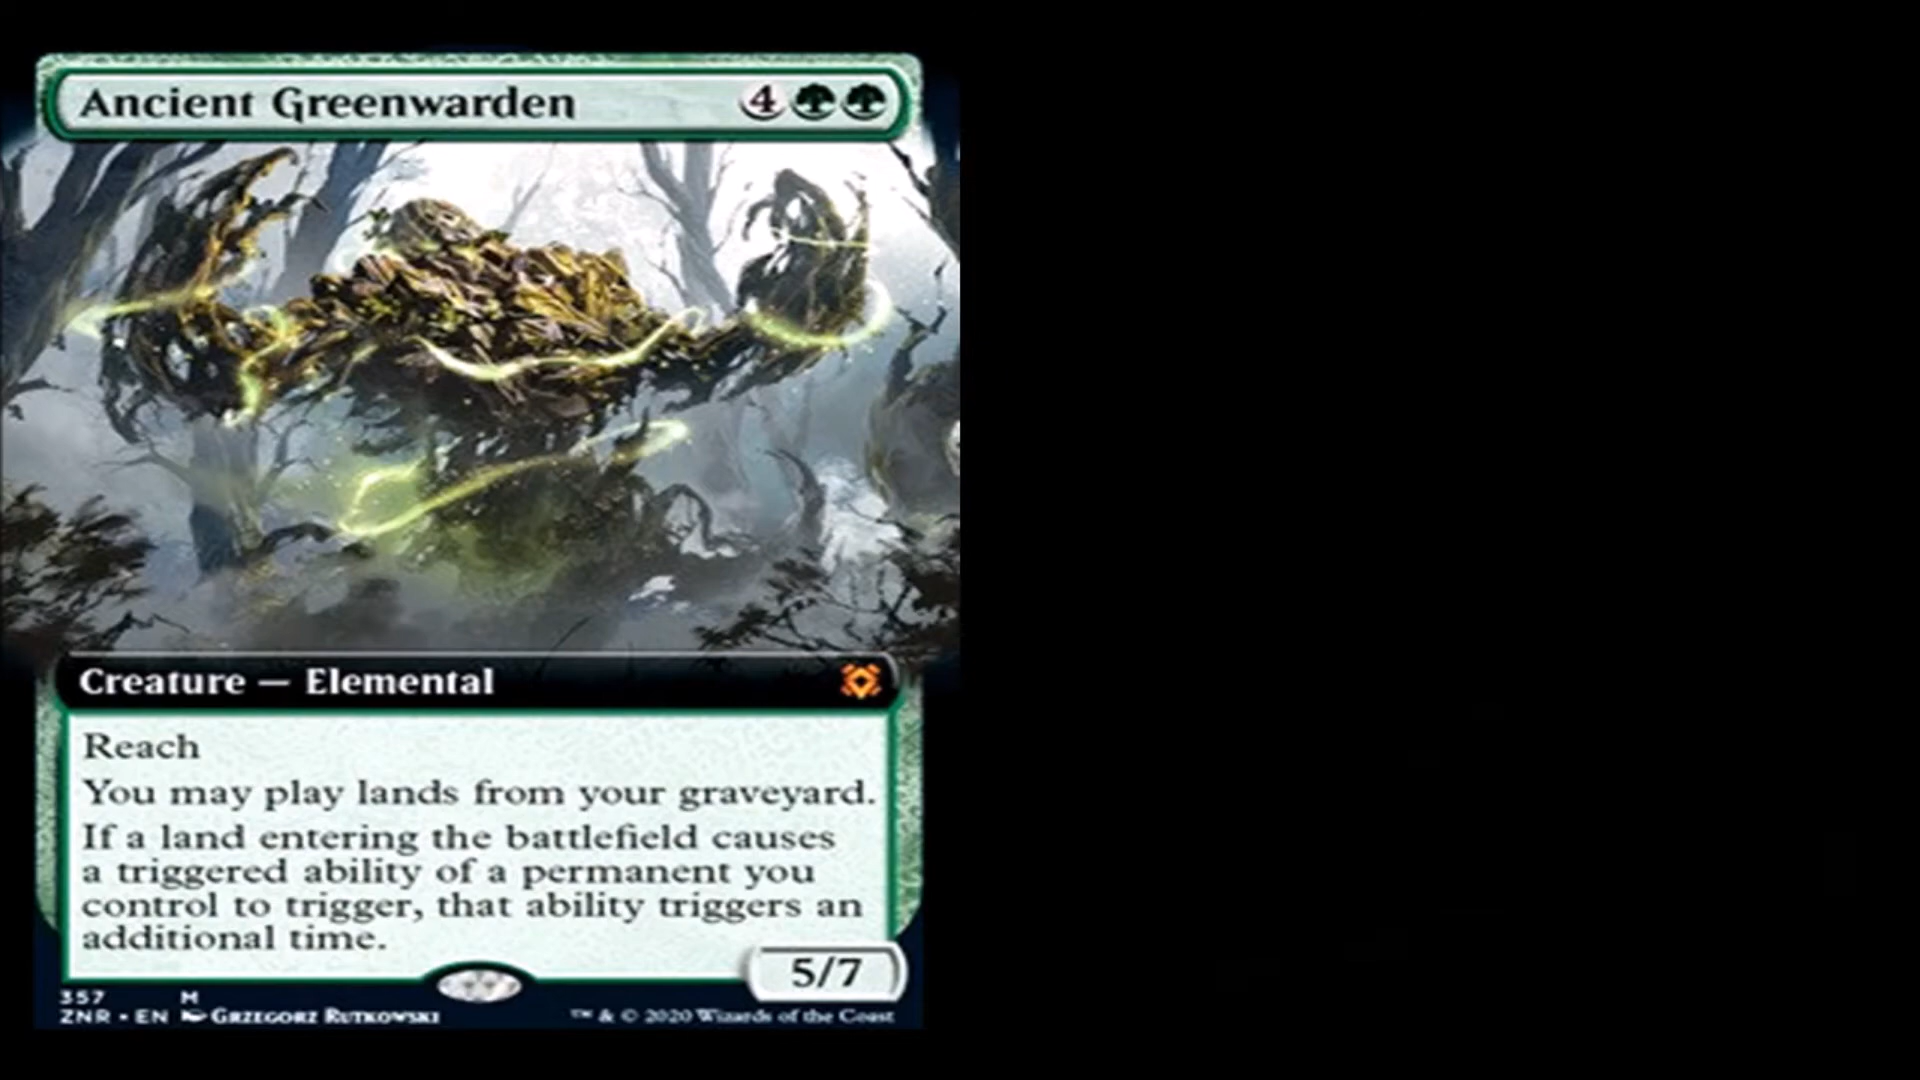 Ancient Greenwarden 4
Creature — Elemental
Reach
You may play lands from your graveyard.
If a land entering the battlefield causes
a triggered ability of a permanent you
control to trigger, that ability triggers an
additional time.
5/7
357 M
ZNR • EN Grzegorz Rutkowski
™ & © 2020 Wizards of the Coast